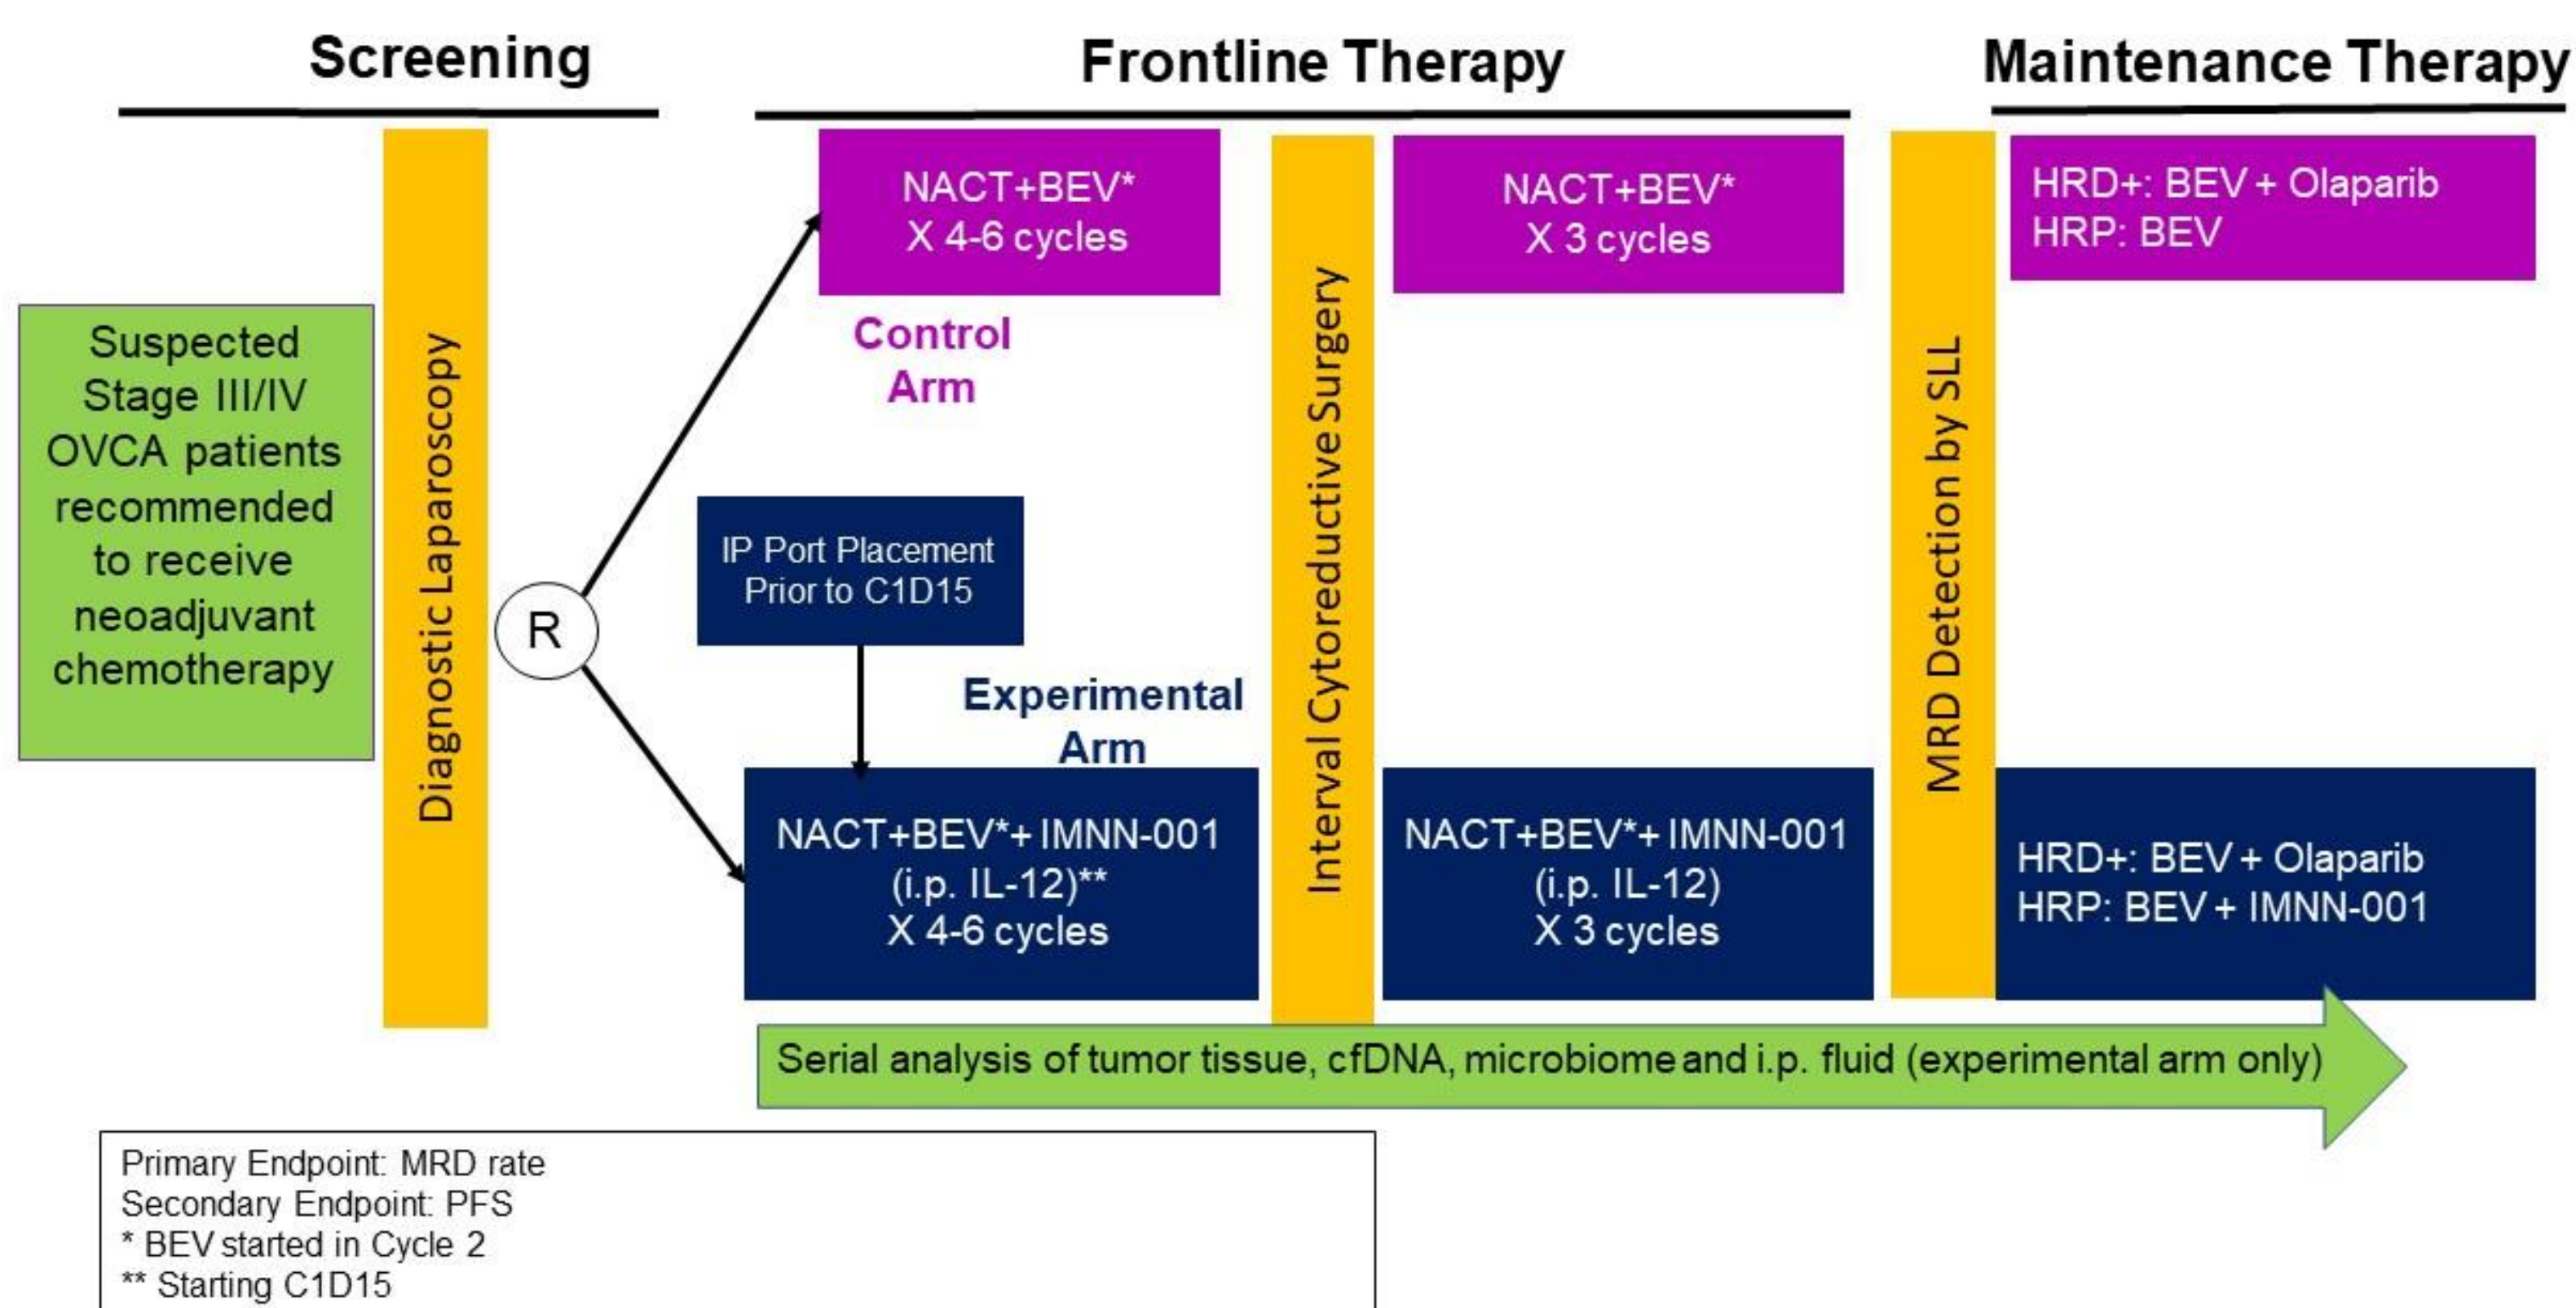 Screening
Frontline Therapy
Maintenance Therapy
Suspected
Stage III/IV
OVCA patients
recommended
to receive
neoadjuvant
chemotherapy
Diagnostic Laparoscopy
R
NACT+BEV*
X 4-6 cycles
Control
Arm
IP Port Placement
Prior to C1D15
Experimental
Arm
NACT+BEV*+ IMNN-001
(i.p. IL-12)**
X 4-6 cycles
Interval Cytoreductive Surgery
NACT+BEV*
X 3 cycles
NACT+BEV*+ IMNN-001
(i.p. IL-12)
X 3 cycles
MRD Detection by SLL
HRD+: BEV + Olaparib
HRP: BEV
HRD+: BEV + Olaparib
HRP: BEV + IMNN-001
Serial analysis of tumor tissue, cfDNA, microbiome and i.p. fluid (experimental arm only)
Primary Endpoint: MRD rate
Secondary Endpoint: PFS
* BEV started in Cycle 2
** Starting C1D15